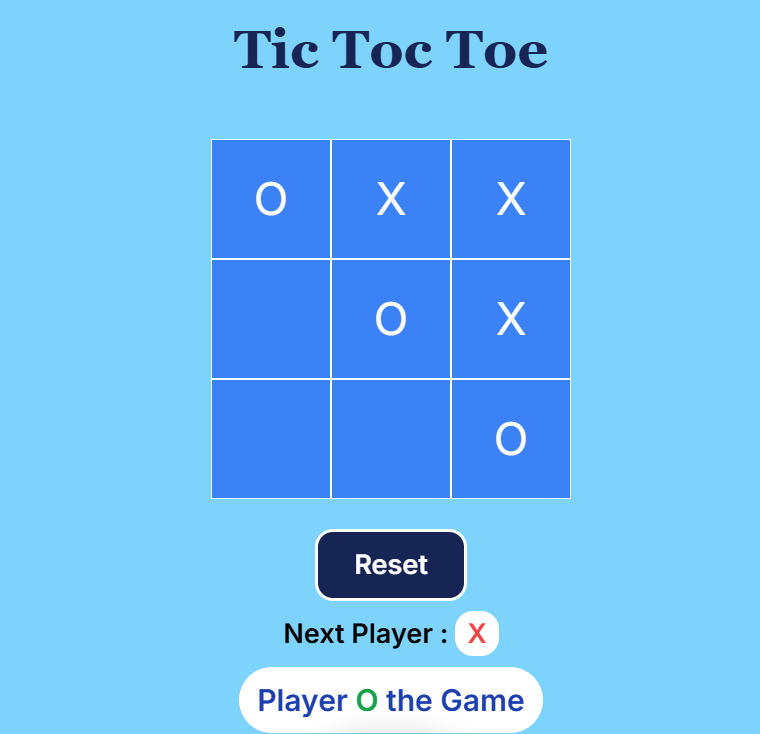 Tic Toc Toe
O X X
O X
O
Reset
Next Player : X
Player O the Game